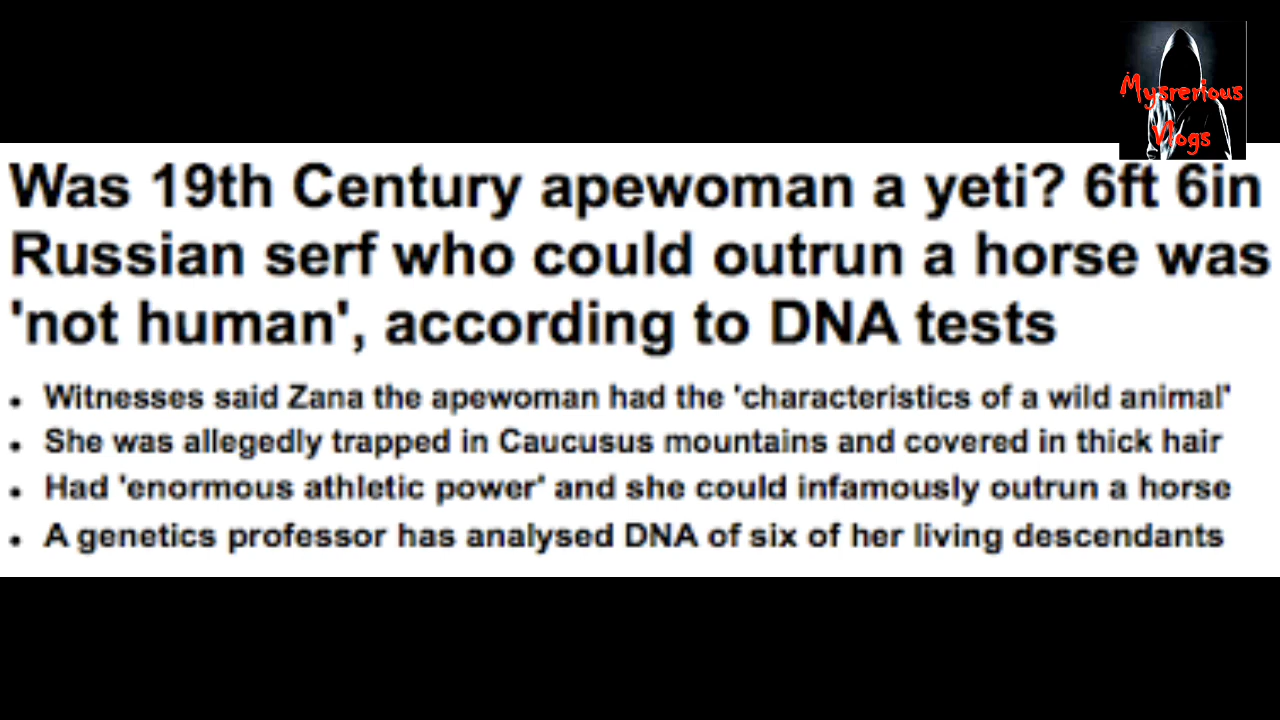 Mysrerious
Vlogs
Was 19th Century apewoman a yeti? 6ft 6in
Russian serf who could outrun a horse was
'not human', according to DNA tests
• Witnesses said Zana the apewoman had the 'characteristics of a wild animal'
• She was allegedly trapped in Caucusus mountains and covered in thick hair
• Had 'enormous athletic power' and she could infamously outrun a horse
• A genetics professor has analysed DNA of six of her living descendants